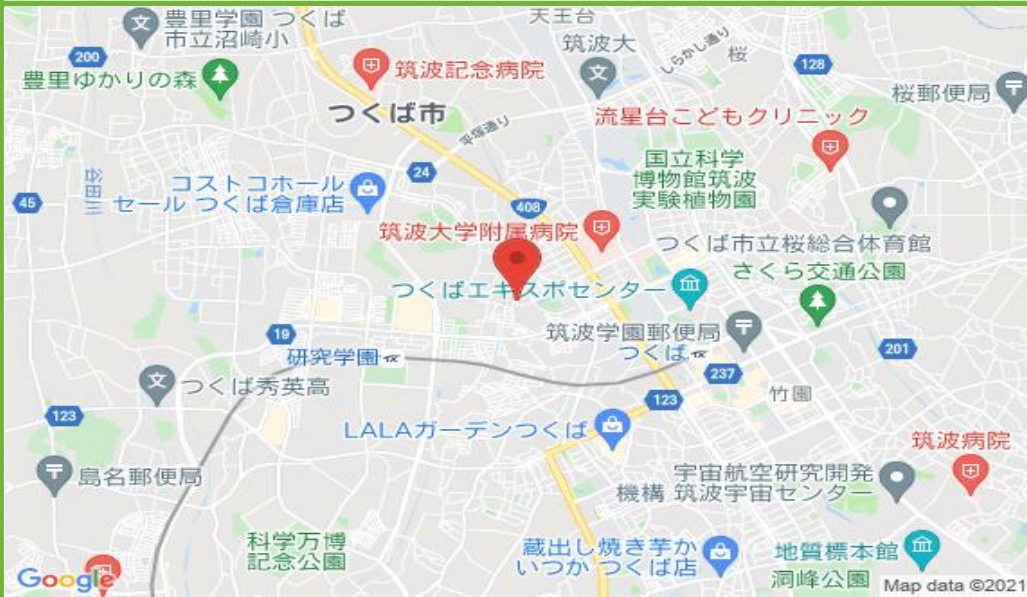 豊里学園 つくば
市立沼崎小
天王台
200
筑波記念病院
筑波大
しらかし通り
桜
128
豊里ゆかりの森
桜郵便局
つくば市
平塚通り
流星台こどもクリニック
谷田川
24
国立科学
博物館筑波
実験植物園
コストコホール
セール つくば倉庫店
45
408
筑波大学附属病院
つくば市立桜総合体育館
さくら交通公園
つくばエキスポセンター
19
筑波学園郵便局
研究学園
つくば
201
つくば秀英高
237
123
123
竹園
LALAガーデンつくば
筑波病院
島名郵便局
宇宙航空研究開発
機構 筑波宇宙センター
科学万博
記念公園
蔵出し焼き芋か
いつか つくば店
地質標本館
洞峰公園
Google
Map data ©2021